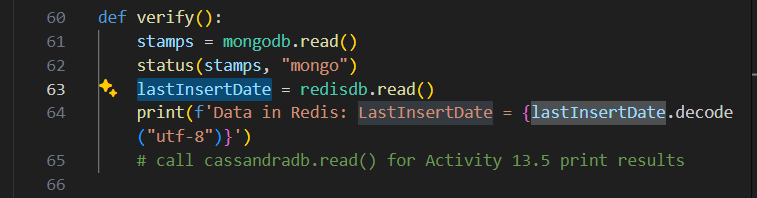 60 def verify():
61 stamps = mongodb.read()
62 status(stamps, "mongo")
63 lastInsertDate = redisdb.read()
64 print(f'Data in Redis: LastInsertDate = {lastInsertDate.decode
("utf-8")}')
65 # call cassandradb.read() for Activity 13.5 print results
66